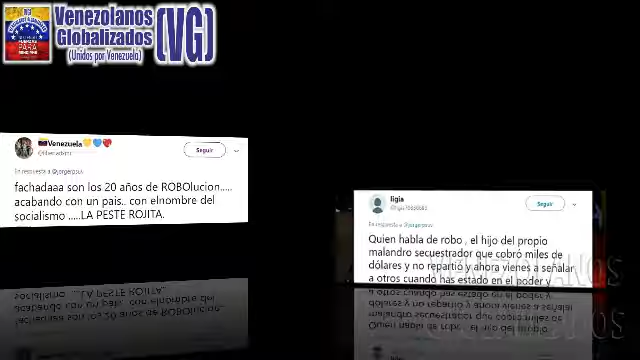 Venezolanos
Globalizados
(Unidos por Venezuela)
(VG)
Venezuela
Seguir
En respuesta a @jorgerpsuv
fachadaaa son los 20 años de ROBOlucion.....
acabando con un pais.. con elnombre del
socialismo .....LA PESTE ROJITA.
ligia
Seguir
En respuesta a @jorgerpsuv
Quien habla de robo , el hijo del propio
malandro secuestrador que cobró miles de
dólares y no repartió y ahora vienes a señalar
a otros cuando has estado en el poder y
VENEZOLANOS
GLOBALIZADOS